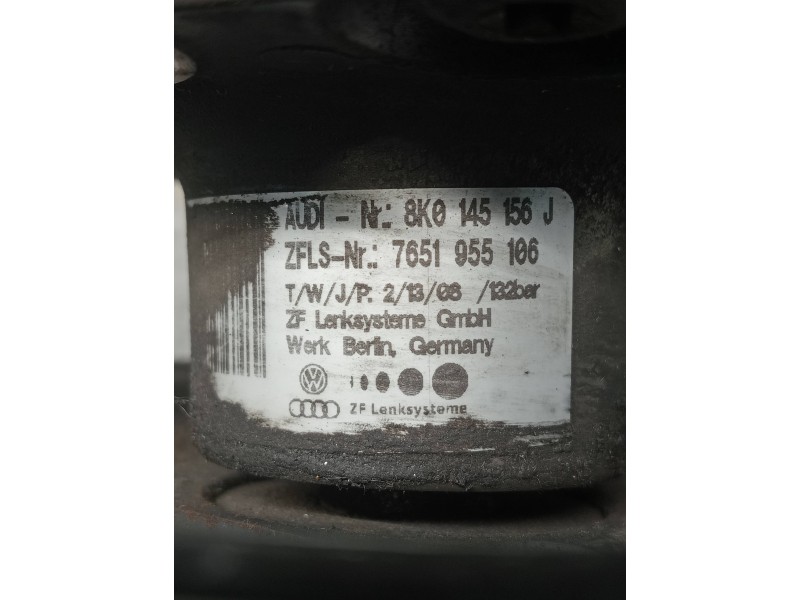 AUDI - Nr.: 8K0 145 156 J
ZFLS-Nr.: 7651 955 106
T/W/J/P: 2/13/08 /132bar
ZF Lenksysteme GmbH
Werk Berlin, Germany
VW
ZF Lenksysteme